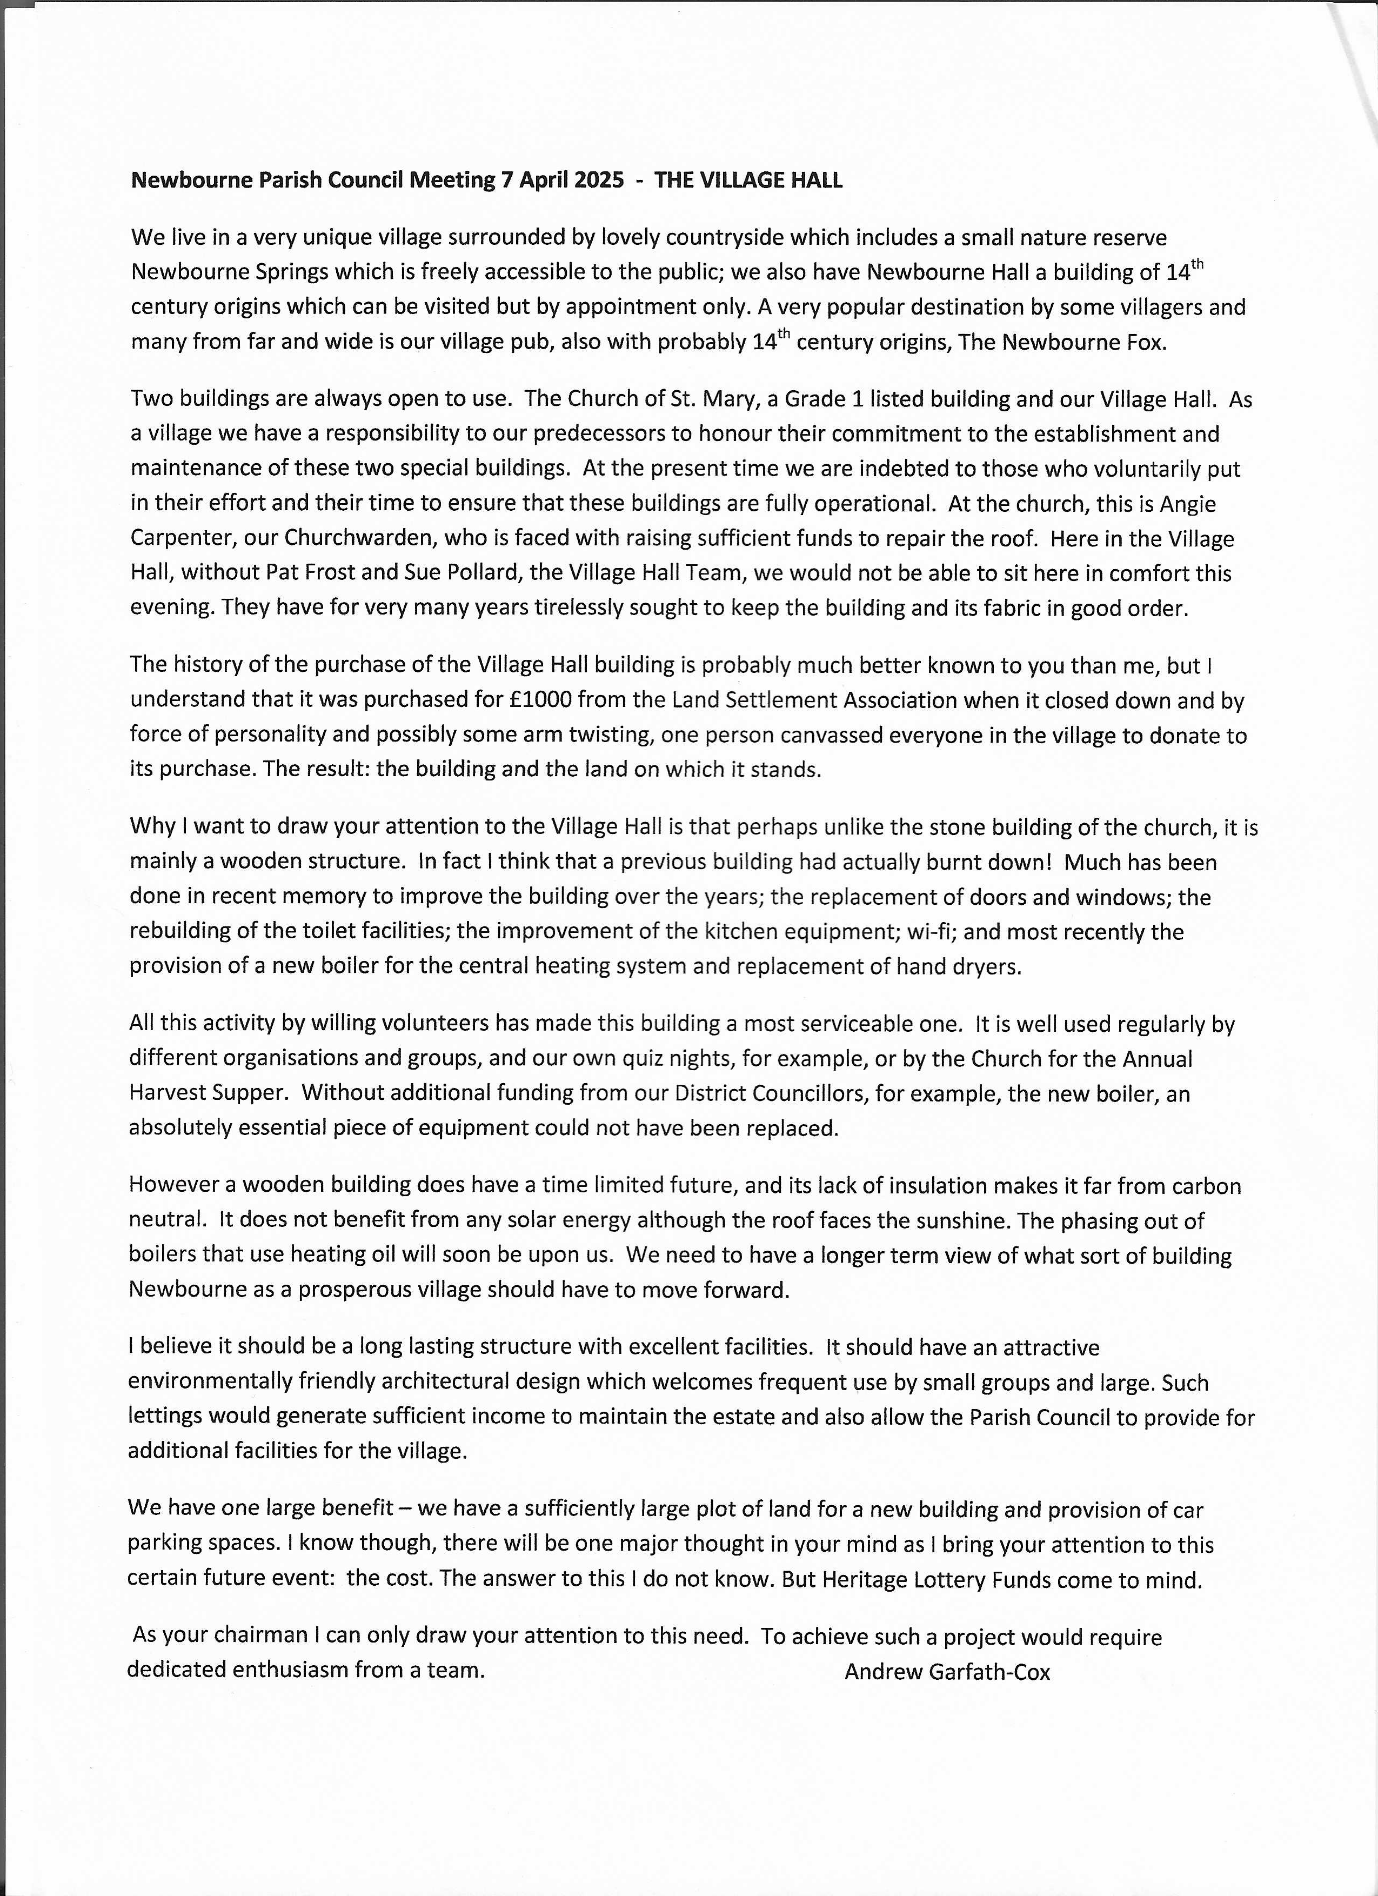 Newbourne Parish Council Meeting 7 April 2025 - THE VILLAGE HALL
We live in a very unique village surrounded by lovely countryside which includes a small nature reserve
Newbourne Springs which is freely accessible to the public; we also have Newbourne Hall a building of 14th
century origins which can be visited but by appointment only. A very popular destination by some villagers and
many from far and wide is our village pub, also with probably 14th century origins, The Newbourne Fox.
Two buildings are always open to use. The Church of St. Mary, a Grade 1 listed building and our Village Hall. As
a village we have a responsibility to our predecessors to honour their commitment to the establishment and
maintenance of these two special buildings. At the present time we are indebted to those who voluntarily put
in their effort and their time to ensure that these buildings are fully operational. At the church, this is Angie
Carpenter, our Churchwarden, who is faced with raising sufficient funds to repair the roof. Here in the Village
Hall, without Pat Frost and Sue Pollard, the Village Hall Team, we would not be able to sit here in comfort this
evening. They have for very many years tirelessly sought to keep the building and its fabric in good order.
The history of the purchase of the Village Hall building is probably much better known to you than me, but I
understand that it was purchased for £1000 from the Land Settlement Association when it closed down and by
force of personality and possibly some arm twisting, one person canvassed everyone in the village to donate to
its purchase. The result: the building and the land on which it stands.
Why I want to draw your attention to the Village Hall is that perhaps unlike the stone building of the church, it is
mainly a wooden structure. In fact I think that a previous building had actually burnt down! Much has been
done in recent memory to improve the building over the years; the replacement of doors and windows; the
rebuilding of the toilet facilities; the improvement of the kitchen equipment; wi-fi; and most recently the
provision of a new boiler for the central heating system and replacement of hand dryers.
All this activity by willing volunteers has made this building a most serviceable one. It is well used regularly by
different organisations and groups, and our own quiz nights, for example, or by the Church for the Annual
Harvest Supper. Without additional funding from our District Councillors, for example, the new boiler, an
absolutely essential piece of equipment could not have been replaced.
However a wooden building does have a time limited future, and its lack of insulation makes it far from carbon
neutral. It does not benefit from any solar energy although the roof faces the sunshine. The phasing out of
boilers that use heating oil will soon be upon us. We need to have a longer term view of what sort of building
Newbourne as a prosperous village should have to move forward.
I believe it should be a long lasting structure with excellent facilities. It should have an attractive
environmentally friendly architectural design which welcomes frequent use by small groups and large. Such
lettings would generate sufficient income to maintain the estate and also allow the Parish Council to provide for
additional facilities for the village.
We have one large benefit – we have a sufficiently large plot of land for a new building and provision of car
parking spaces. I know though, there will be one major thought in your mind as I bring your attention to this
certain future event: the cost. The answer to this I do not know. But Heritage Lottery Funds come to mind.
As your chairman I can only draw your attention to this need. To achieve such a project would require
dedicated enthusiasm from a team. Andrew Garfath-Cox